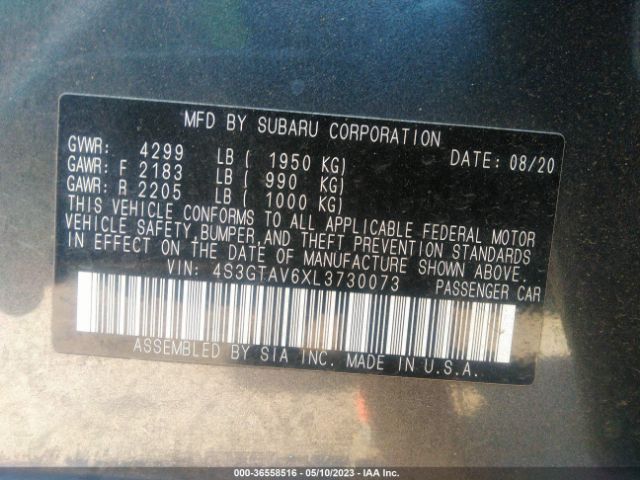 MFD BY SUBARU CORPORATION
GVWR: 4299 LB ( 1950 KG) DATE: 08/20
GAWR: F 2183 LB ( 990 KG)
GAWR: R 2205 LB ( 1000 KG)
THIS VEHICLE CONFORMS TO ALL APPLICABLE FEDERAL MOTOR
VEHICLE SAFETY, BUMPER, AND THEFT PREVENTION STANDARDS
IN EFFECT ON THE DATE OF MANUFACTURE SHOWN ABOVE.
VIN: 4S3GTAV6XL3730073 PASSENGER CAR
ASSEMBLED BY SIA INC. MADE IN U.S.A.
000-36558516 - 05/10/2023 - IAA Inc.